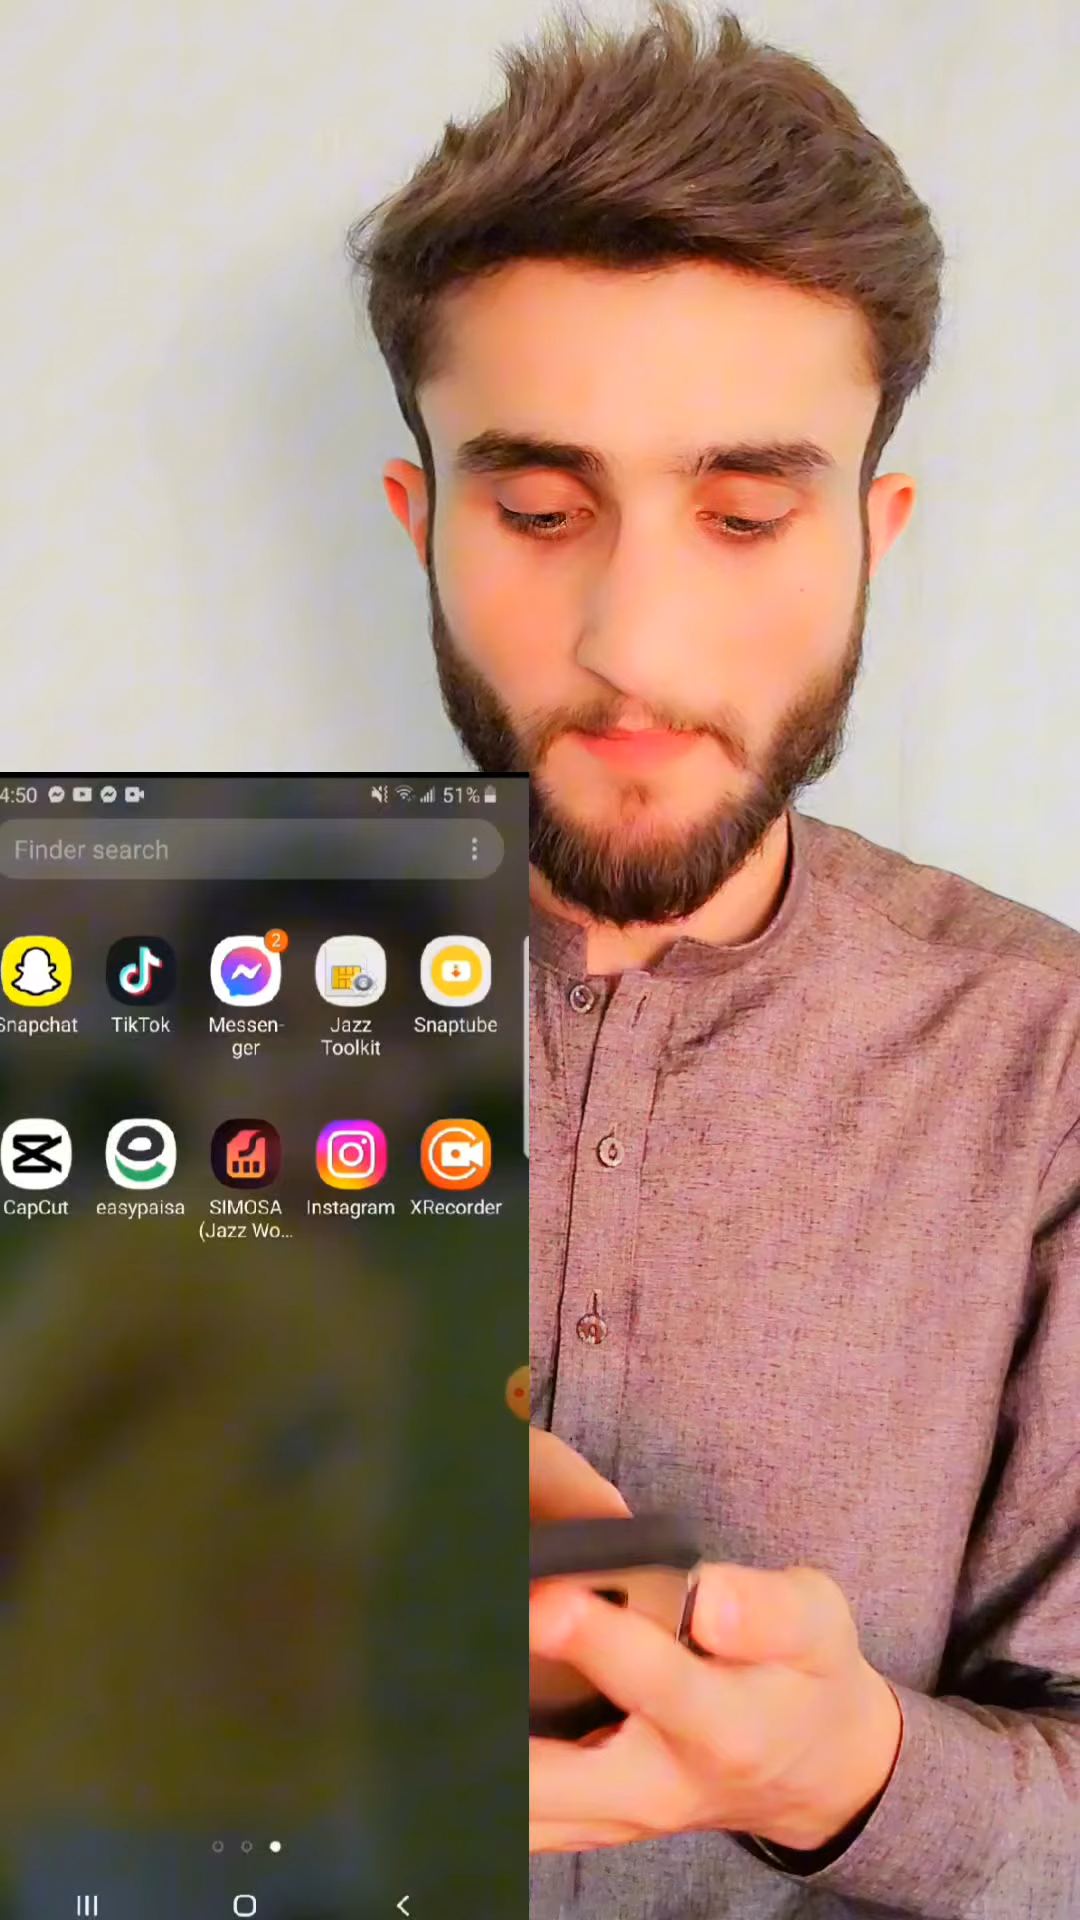 4:50
51%
Finder search
Snapchat
TikTok
Messen-
ger
2
Jazz
Toolkit
Snaptube
CapCut
easypaisa
SIMOSA
(Jazz Wo...
Instagram
XRecorder